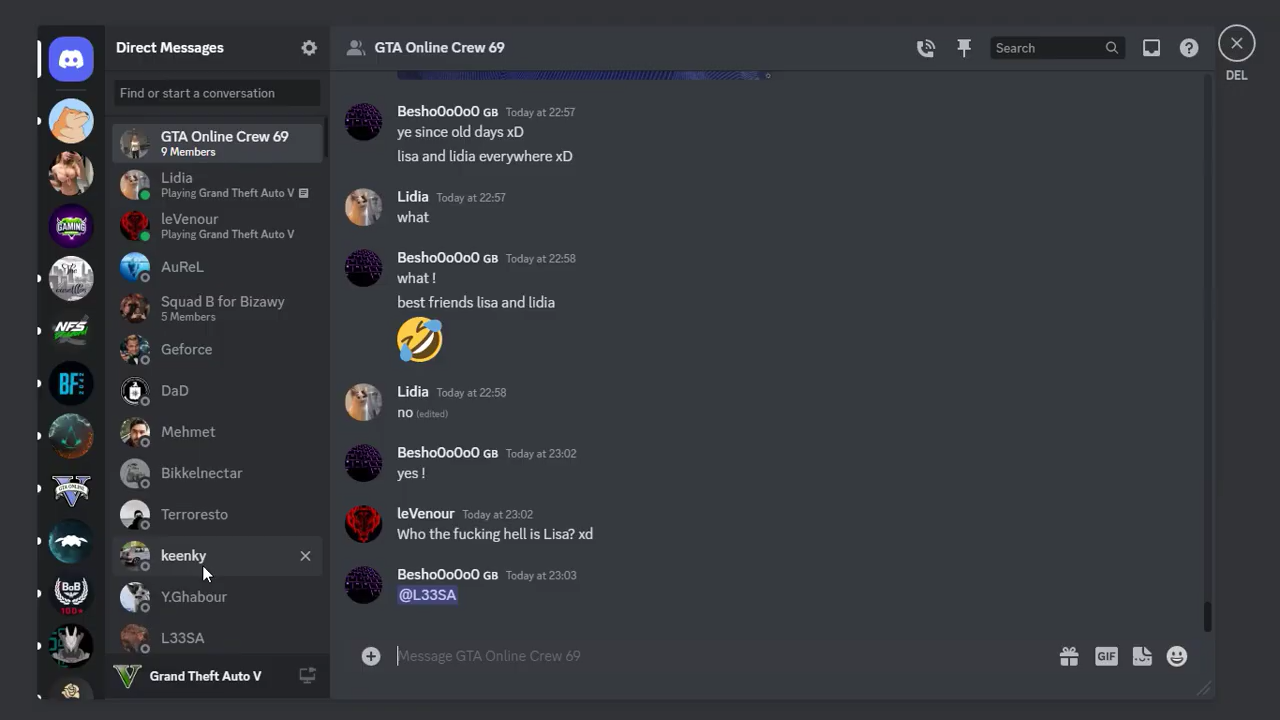 Direct Messages
Find or start a conversation
GTA Online Crew 69
9 Members
Lidia
Playing Grand Theft Auto V
leVenour
Playing Grand Theft Auto V
AuReL
Squad B for Bizawy
5 Members
Geforce
DaD
Mehmet
Bikkelnectar
Terroresto
keenky
Y.Ghabour
L33SA
Grand Theft Auto V
GTA Online Crew 69
Search
DEL
Besho0o0o0 GB Today at 22:57
ye since old days xD
lisa and lidia everywhere xD
Lidia Today at 22:57
what
Besho0o0o0 GB Today at 22:58
what !
best friends lisa and lidia
Lidia Today at 22:58
no (edited)
Besho0o0o0 GB Today at 23:02
yes !
leVenour Today at 23:02
Who the fucking hell is Lisa? xd
Besho0o0o0 GB Today at 23:03
@L33SA
Message GTA Online Crew 69
GIF
GAMING
NFS
BF
BoB
100+